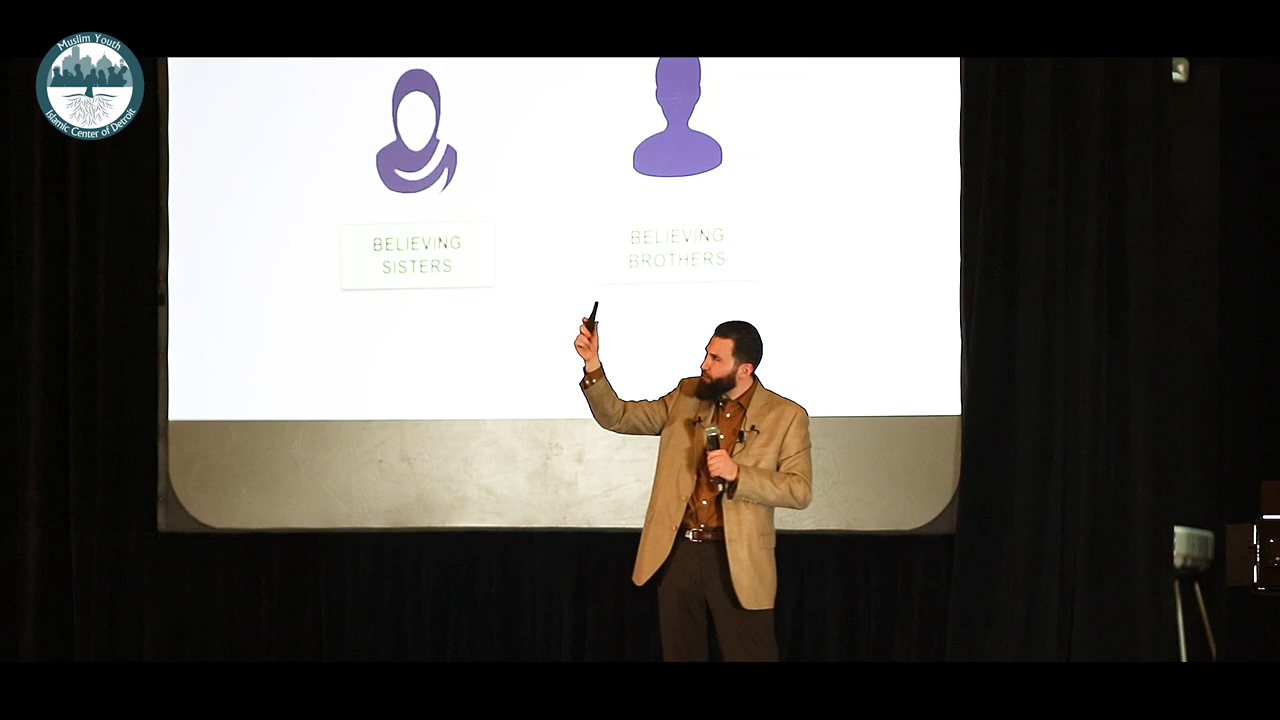 Muslim Youth
Islamic Center of Detroit
BELIEVING
SISTERS
BELIEVING
BROTHERS